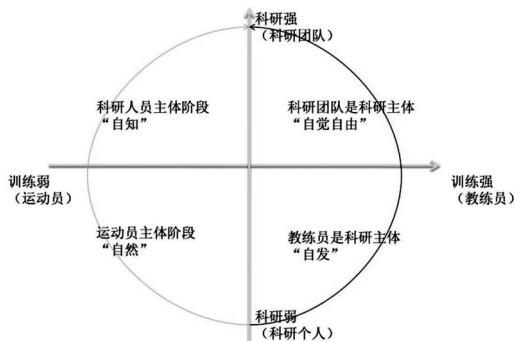 科研强
（科研团队）
科研人员主体阶段
“自知”
科研团队是科研主体
“自觉自由”
训练弱
（运动员）
训练强
（教练员）
运动员主体阶段
“自然”
教练员是科研主体
“自发”
科研弱
（科研个人）